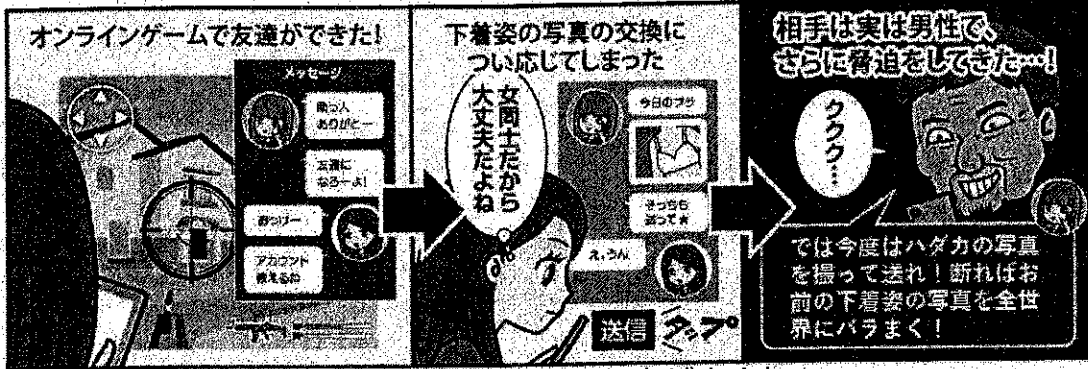 オンラインゲームで友達ができた!
メッセージ
ありがとー
友達に
なろーよ!
おっけー
アカウント
教えるね
下着姿の写真の交換に
つい応じてしまった
女同士だから
大丈夫だよね
今日のブラ
そっちも
送って★
え、うん
送信
タップ
相手は実は男性で、
さらに脅迫をしてきた…!
ククク…
では今度はハダカの写真
を撮って送れ!断ればお
前の下着姿の写真を全世
界にバラまく!